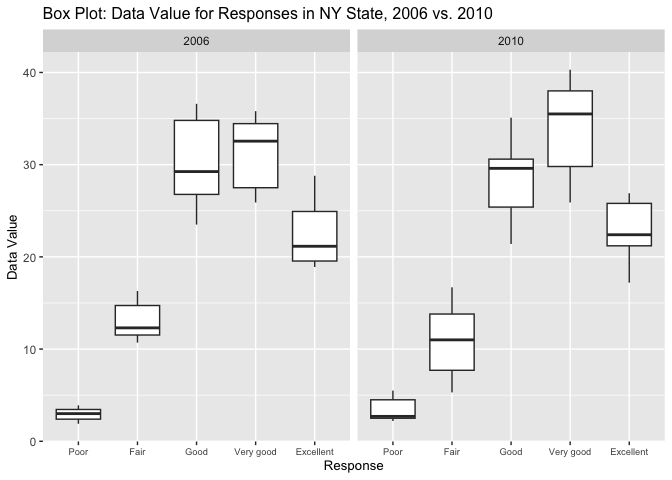 Box Plot: Data Value for Responses in NY State, 2006 vs. 2010
2006 2010
40
30
20
10
0
Data Value
Poor Fair Good Very good Excellent Poor Fair Good Very good Excellent
Response